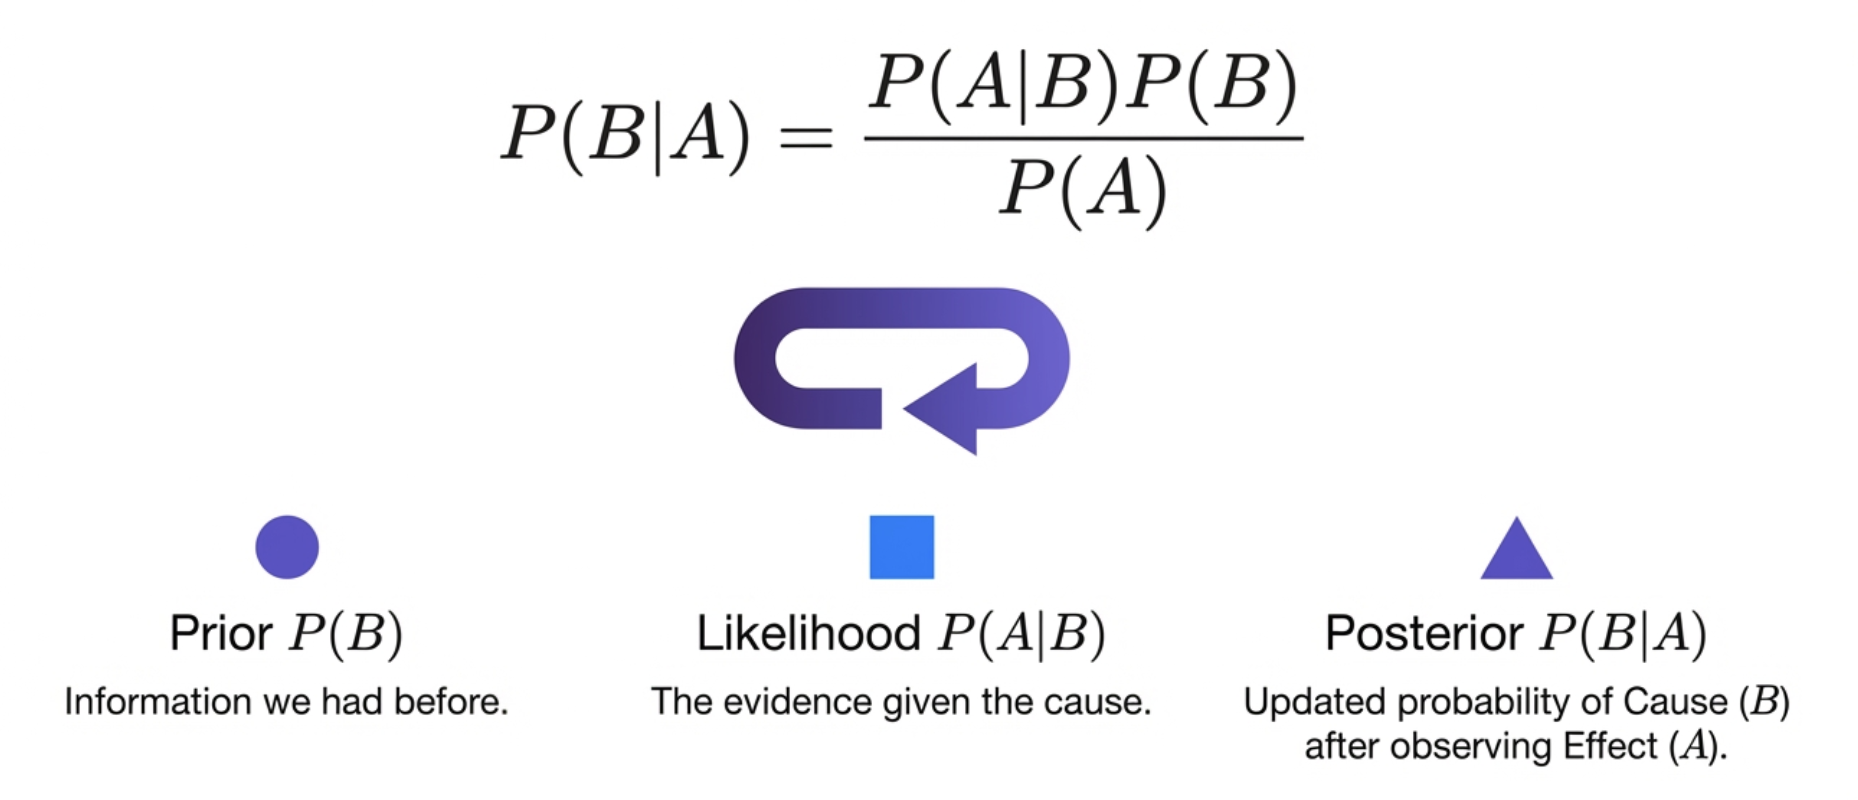 P(B|A) = P(A|B)P(B) / P(A)
Prior P(B)
Information we had before.
Likelihood P(A|B)
The evidence given the cause.
Posterior P(B|A)
Updated probability of Cause (B)
after observing Effect (A).